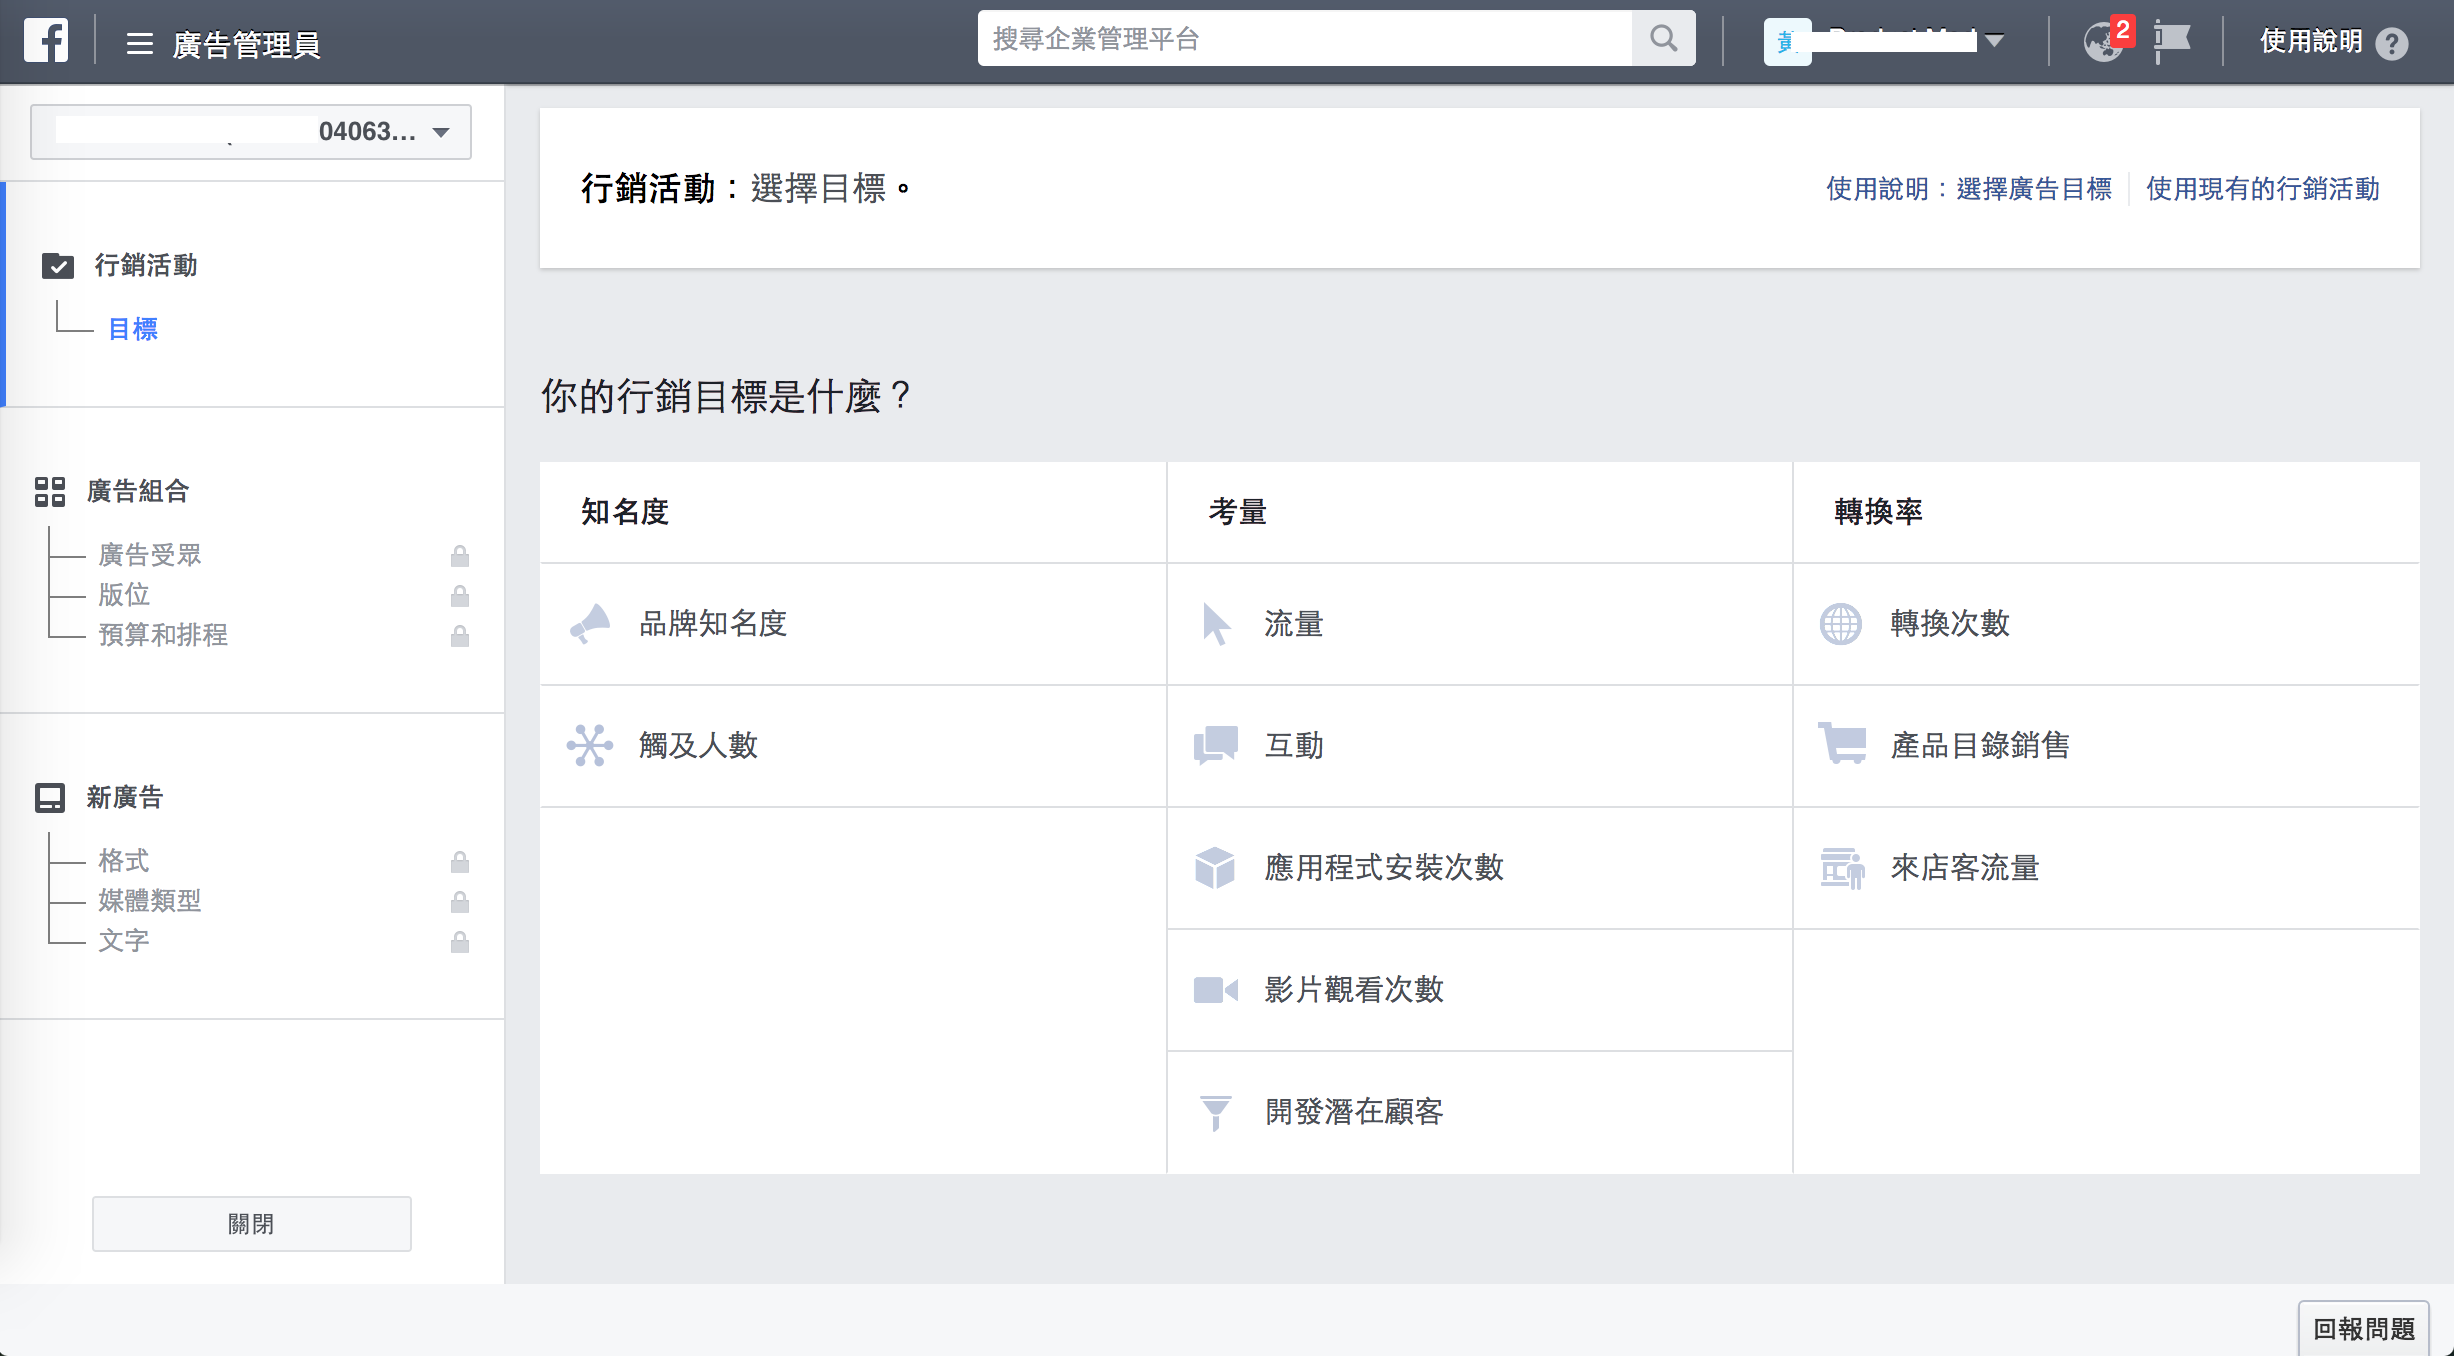 廣告管理員
搜尋企業管理平台
2
使用說明
04063...
行銷活動：選擇目標。
使用說明：選擇廣告目標
使用現有的行銷活動
行銷活動
目標
廣告組合
廣告受眾
版位
預算和排程
新廣告
格式
媒體類型
文字
關閉
你的行銷目標是什麼？
知名度
考量
轉換率
品牌知名度
流量
轉換次數
觸及人數
互動
產品目錄銷售
應用程式安裝次數
來店客流量
影片觀看次數
開發潛在顧客
回報問題